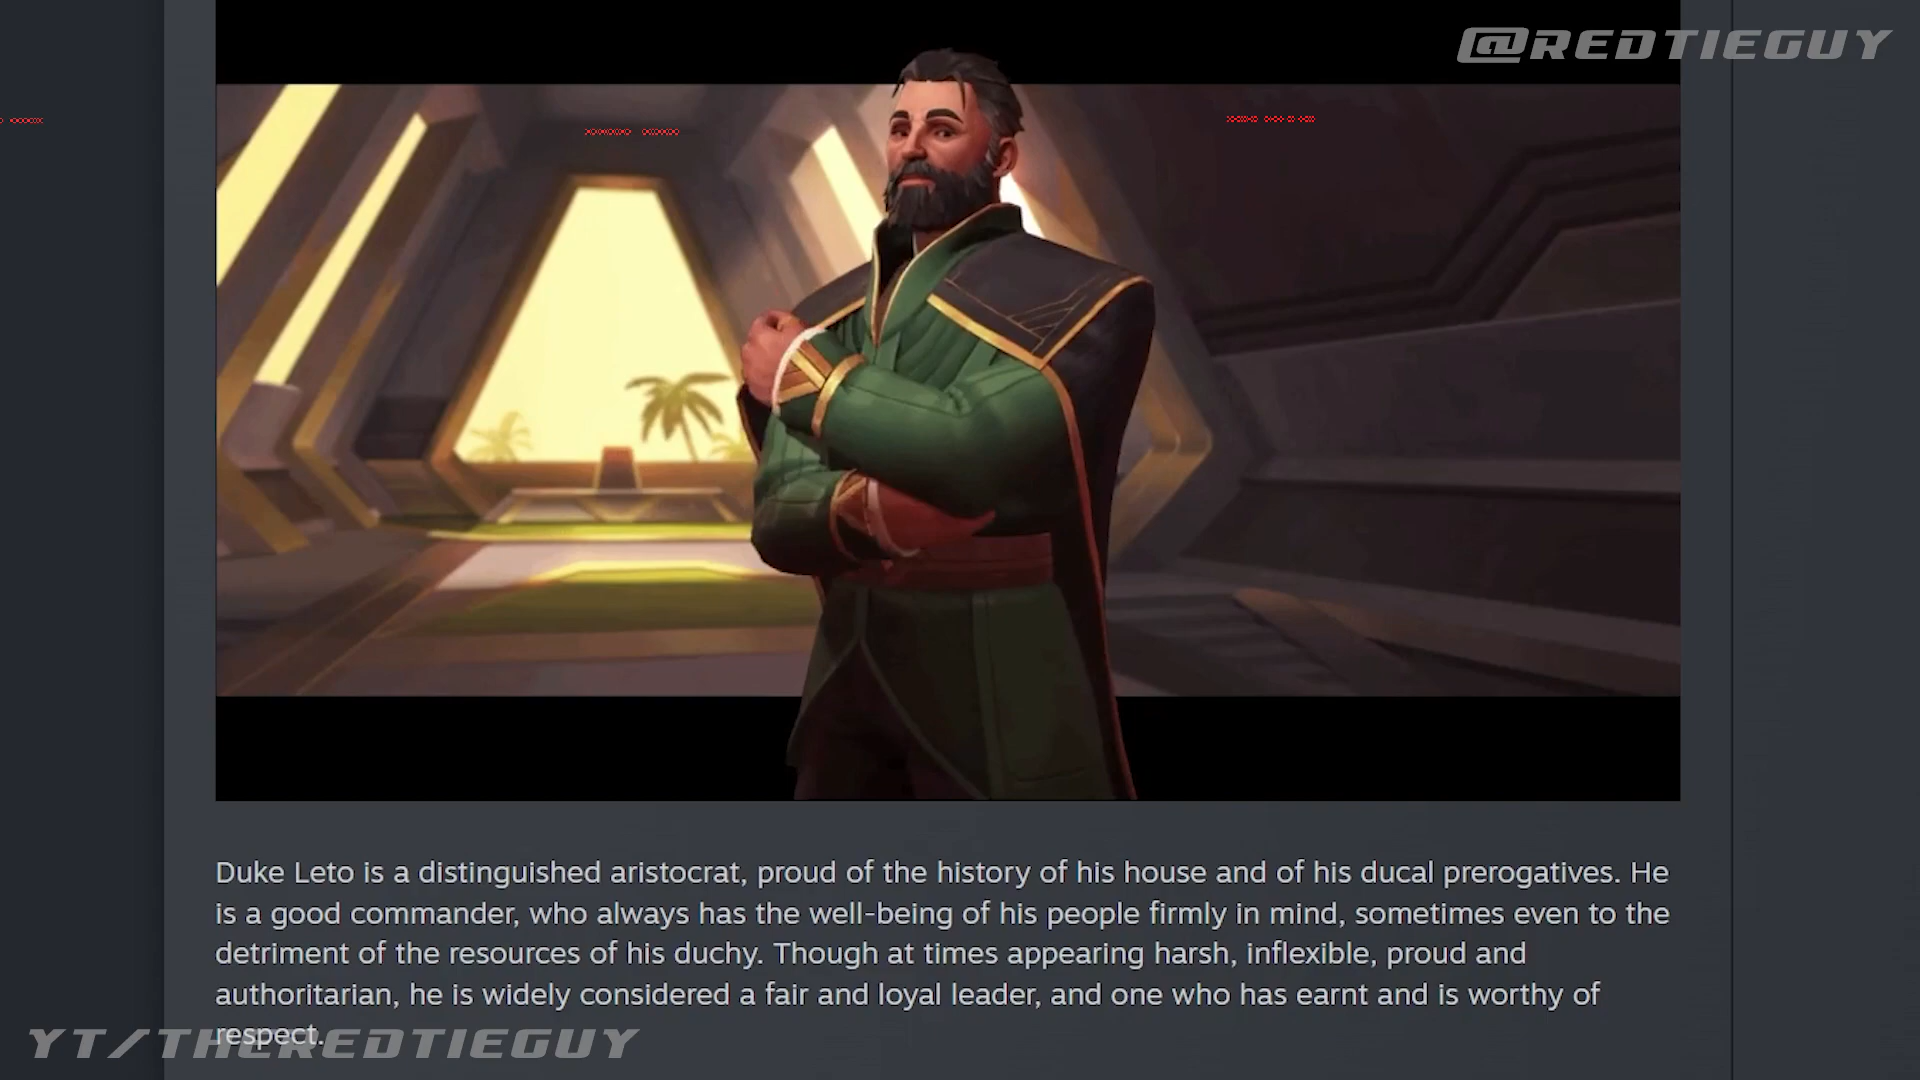 @REDTIEGUY
Duke Leto is a distinguished aristocrat, proud of the history of his house and of his ducal prerogatives. He
is a good commander, who always has the well-being of his people firmly in mind, sometimes even to the
detriment of the resources of his duchy. Though at times appearing harsh, inflexible, proud and
authoritarian, he is widely considered a fair and loyal leader, and one who has earnt and is worthy of
respect.
YT/THEREDTIEGUY